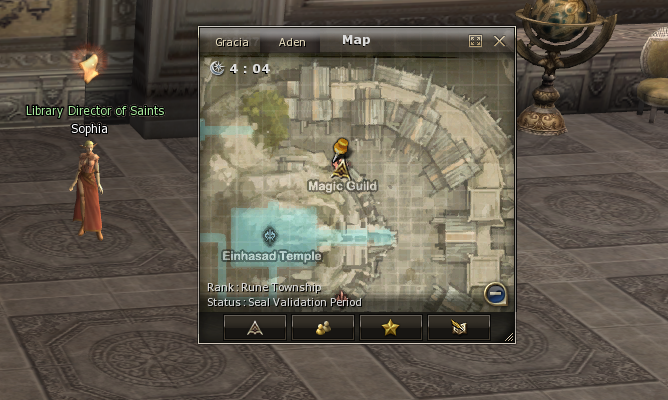 Library Director of Saints
Sophia
Gracia
Aden
Map
4 : 04
Magic Guild
Einhasad Temple
Rank : Rune Township
Status : Seal Validation Period